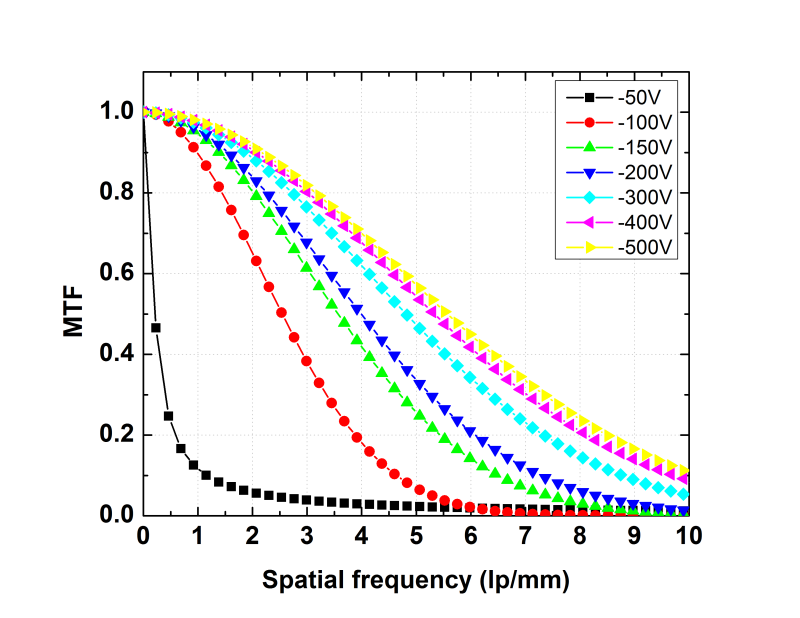 1.0
0.8
0.6
0.4
0.2
0.0
MTF
-50V
-100V
-150V
-200V
-300V
-400V
-500V
0 1 2 3 4 5 6 7 8 9 10
Spatial frequency (lp/mm)